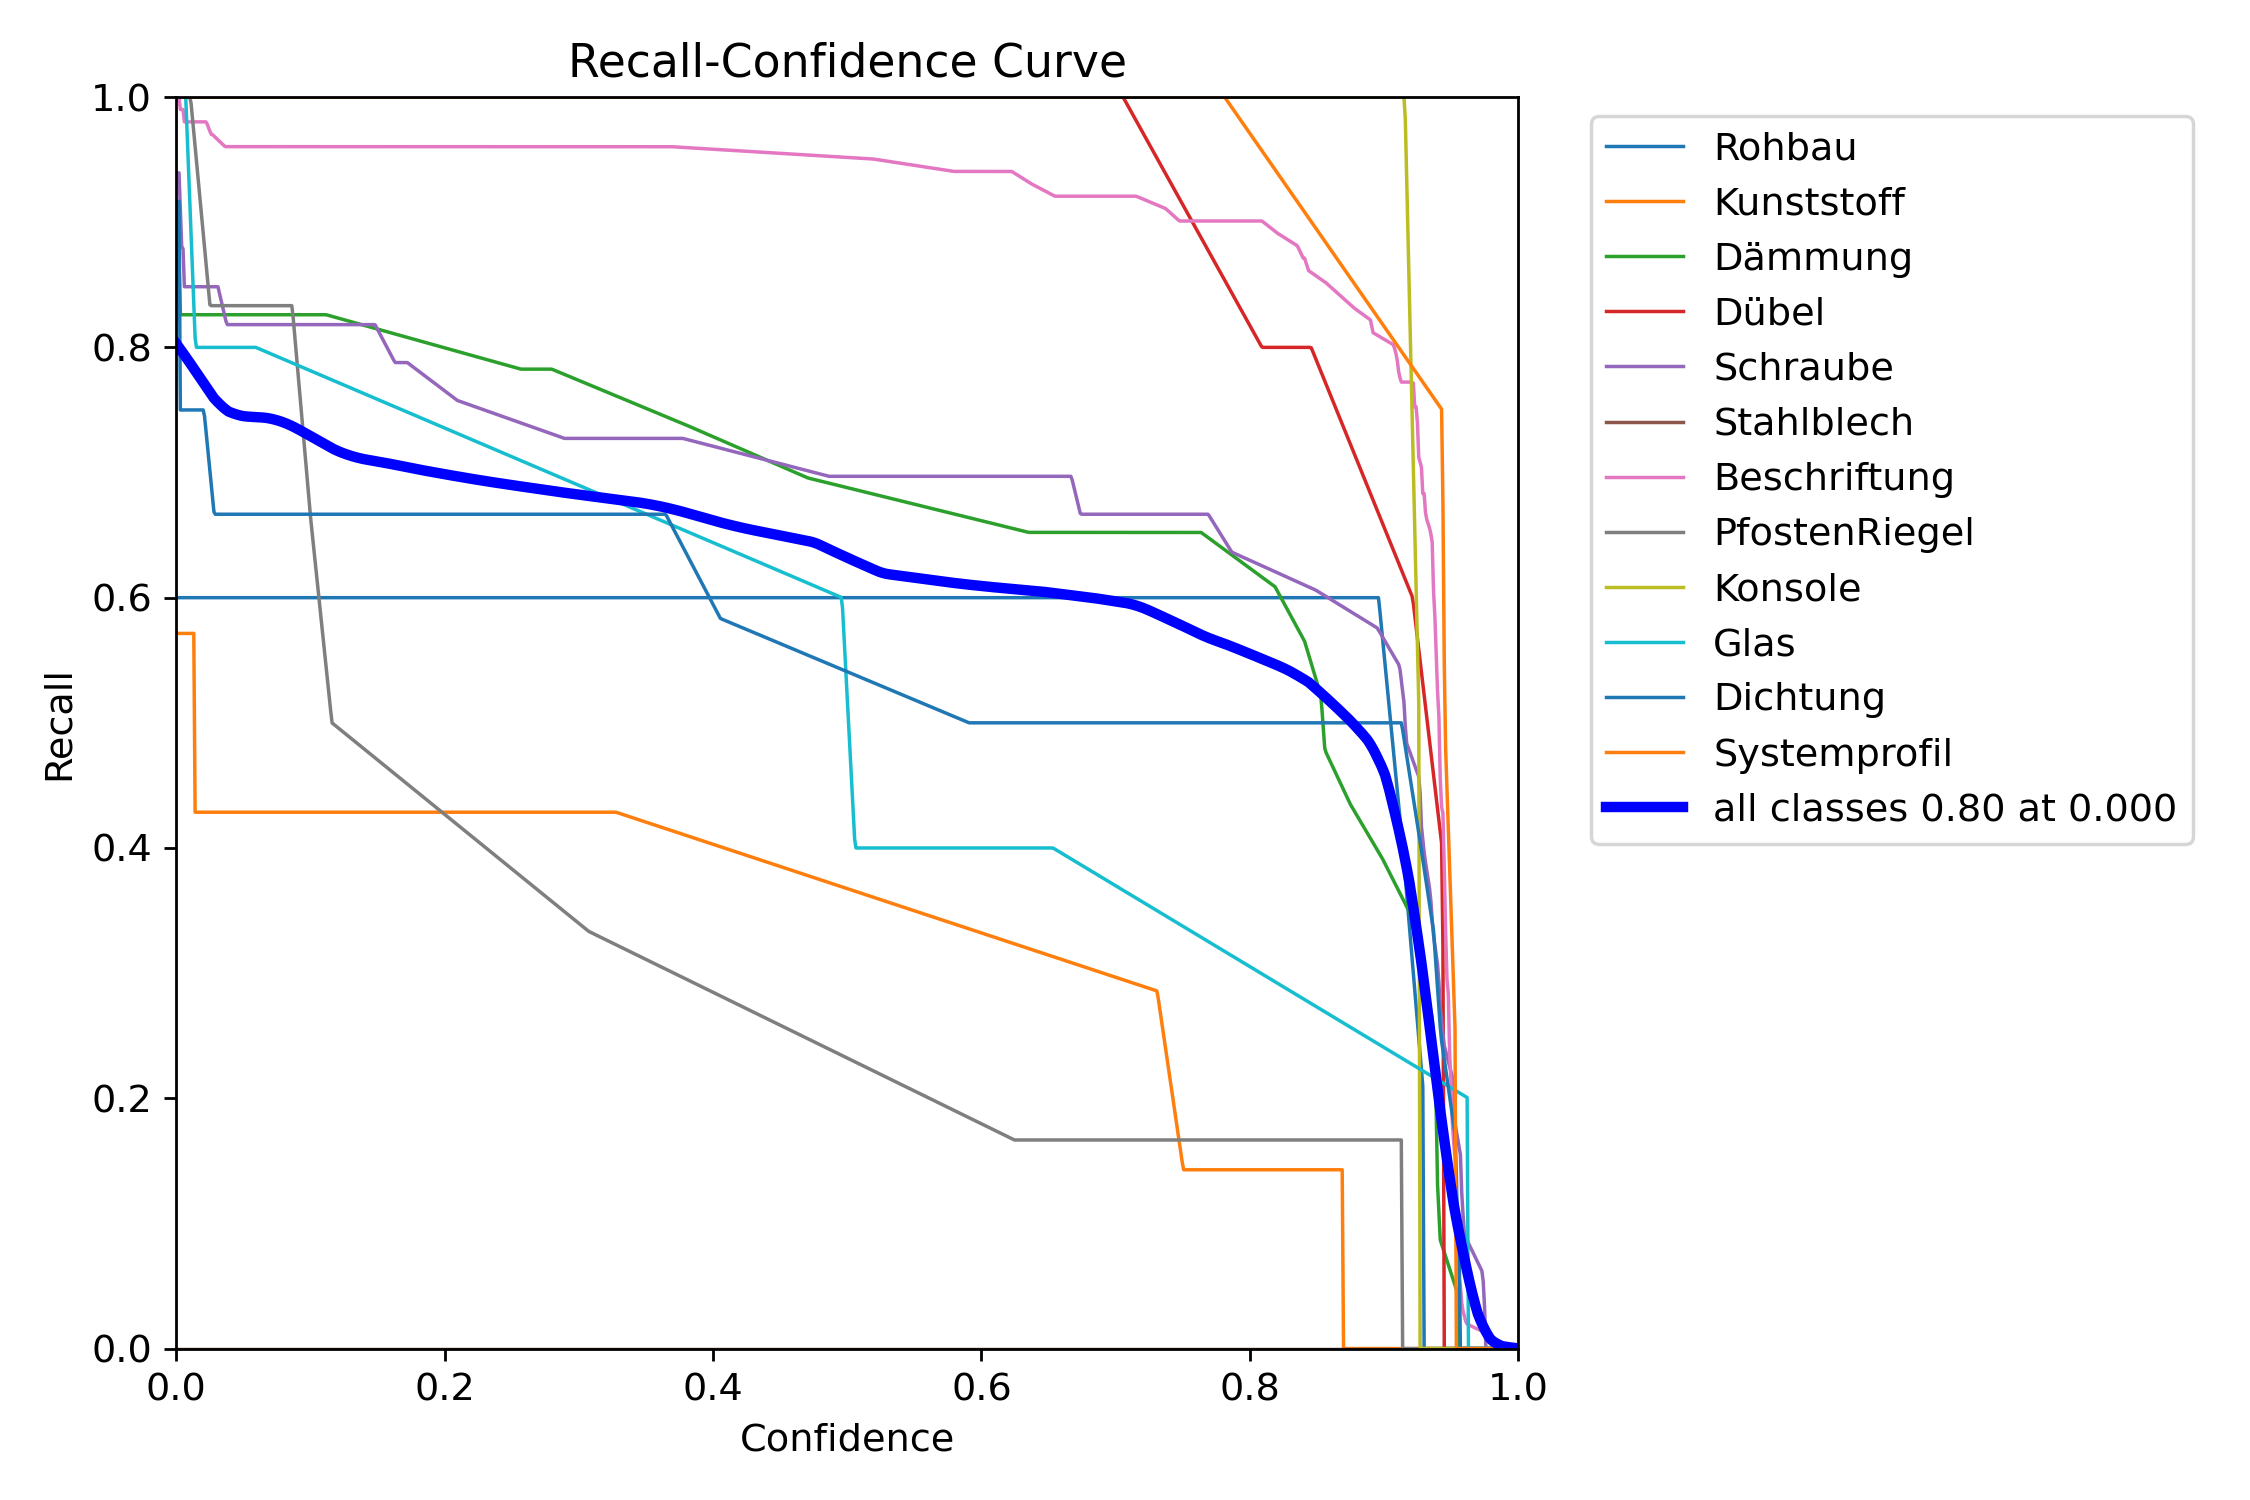 Recall-Confidence Curve
1.0
0.8
0.6
0.4
0.2
0.0
Recall
0.0 0.2 0.4 0.6 0.8 1.0
Confidence
Rohbau
Kunststoff
Dämmung
Dübel
Schraube
Stahlblech
Beschriftung
PfostenRiegel
Konsole
Glas
Dichtung
Systemprofil
all classes 0.80 at 0.000